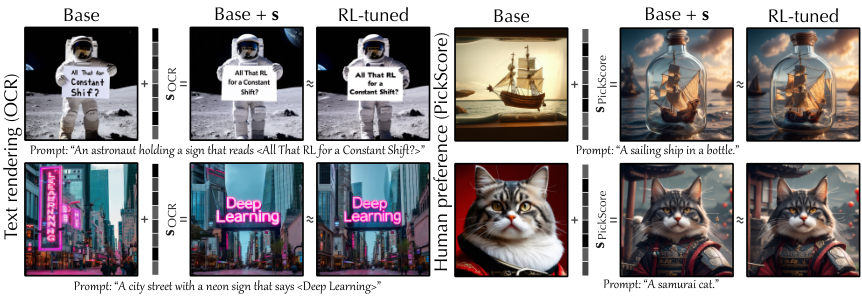 Base
Base + s
RL-tuned
Base
Base + s
RL-tuned
Text rendering (OCR)
All That for
Constant
Shif?
+
s OCR
=
All That RL
for a Constant
Shift?
≈
All That RL
for a
Constant Shift?
Prompt: “An astronaut holding a sign that reads <All That RL for a Constant Shift?>”
+
s OCR
=
Deep
Learning
≈
Deep
Learning
Prompt: “A city street with a neon sign that says <Deep Learning>”
Human preference (PickScore)
+
s PickScore
=
≈
Prompt: “A sailing ship in a bottle.”
+
s PickScore
=
≈
Prompt: “A samurai cat.”